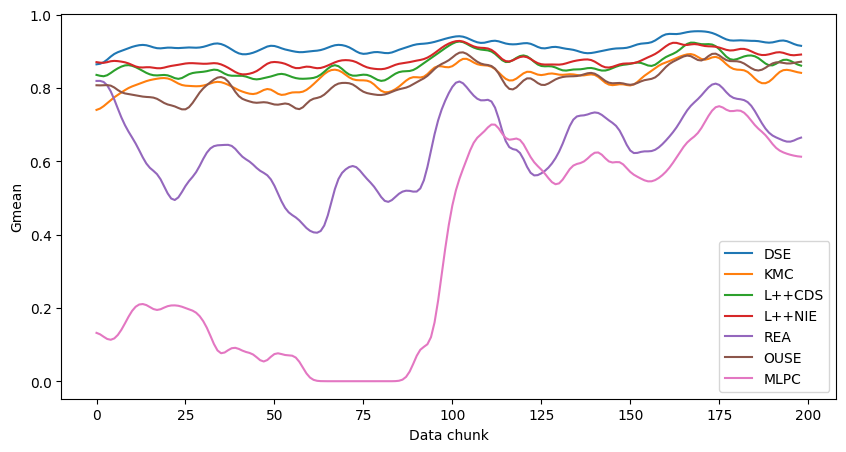 1.0
0.8
0.6
0.4
0.2
0.0
Gmean
0
25
50
75
100
125
150
175
200
Data chunk
DSE
KMC
L++CDS
L++NIE
REA
OUSE
MLPC